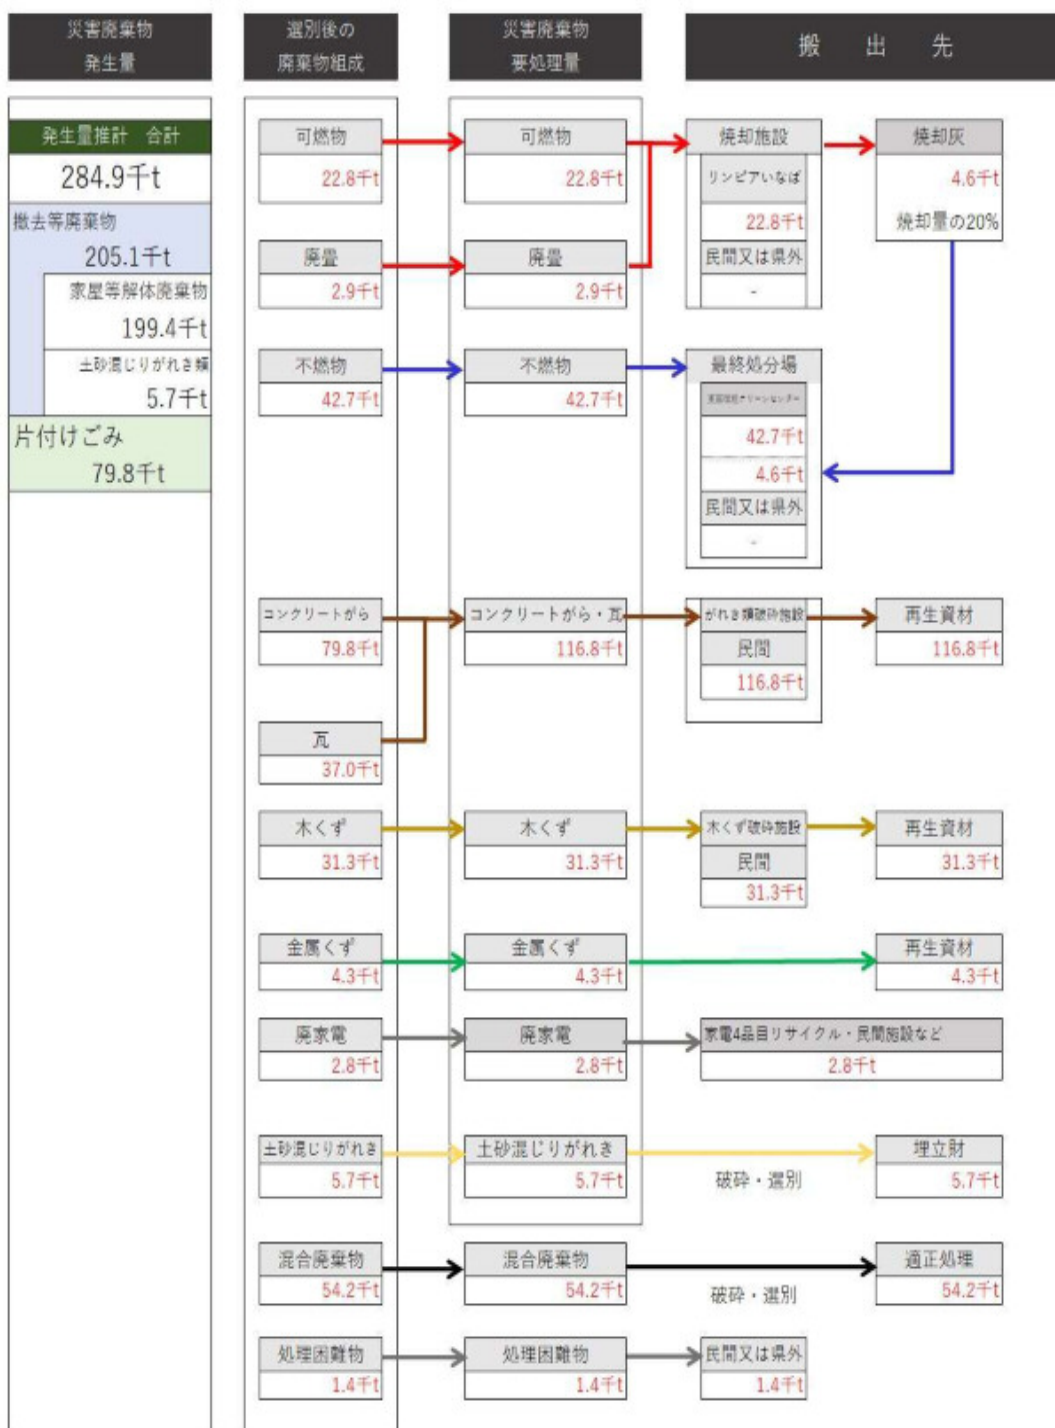 災害廃棄物
発生量
選別後の
廃棄物組成
災害廃棄物
要処理量
搬 出 先
発生量推計 合計
284.9千t
撤去等廃棄物
205.1千t
家屋等解体廃棄物
199.4千t
土砂混じりがれき類
5.7千t
片付けごみ
79.8千t
可燃物
22.8千t
可燃物
22.8千t
焼却施設
リンピアいなば
22.8千t
民間又は県外
-
焼却灰
4.6千t
焼却量の20%
廃畳
2.9千t
廃畳
2.9千t
不燃物
42.7千t
不燃物
42.7千t
最終処分場
42.7千t
4.6千t
民間又は県外
-
コンクリートがら
79.8千t
コンクリートがら・瓦
116.8千t
がれき類破砕施設
民間
116.8千t
再生資材
116.8千t
瓦
37.0千t
木くず
31.3千t
木くず
31.3千t
木くず破砕施設
民間
31.3千t
再生資材
31.3千t
金属くず
4.3千t
金属くず
4.3千t
再生資材
4.3千t
廃家電
2.8千t
廃家電
2.8千t
家電4品目リサイクル・民間施設など
2.8千t
土砂混じりがれき
5.7千t
土砂混じりがれき
5.7千t
破砕・選別
埋立財
5.7千t
混合廃棄物
54.2千t
混合廃棄物
54.2千t
破砕・選別
適正処理
54.2千t
処理困難物
1.4千t
処理困難物
1.4千t
民間又は県外
1.4千t